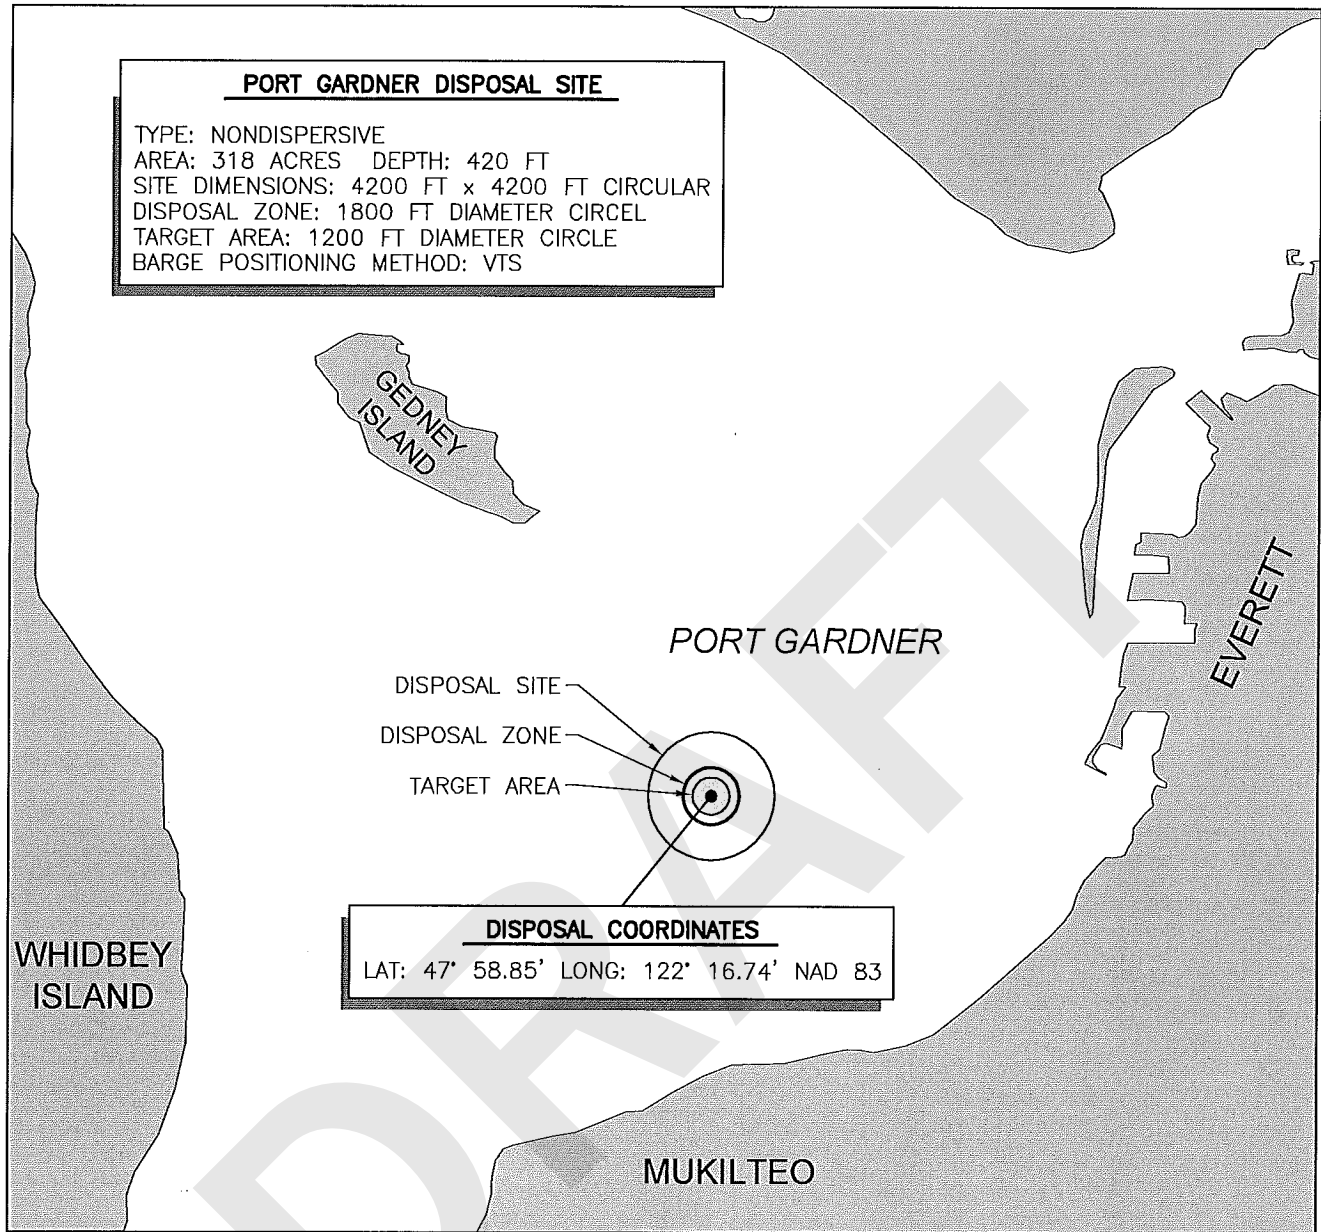 PORT GARDNER DISPOSAL SITE
TYPE: NONDISPERSIVE
AREA: 318 ACRES DEPTH: 420 FT
SITE DIMENSIONS: 4200 FT x 4200 FT CIRCULAR
DISPOSAL ZONE: 1800 FT DIAMETER CIRCEL
TARGET AREA: 1200 FT DIAMETER CIRCLE
BARGE POSITIONING METHOD: VTS
GEDNEY
ISLAND
EVERETT
PORT GARDNER
DISPOSAL SITE
DISPOSAL ZONE
TARGET AREA
DISPOSAL COORDINATES
LAT: 47° 58.85' LONG: 122° 16.74' NAD 83
WHIDBEY
ISLAND
MUKILTEO
DRAFT